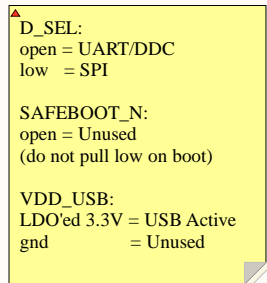 D_SEL:
open = UART/DDC
low = SPI
SAFEBOOT_N:
open = Unused
(do not pull low on boot)
VDD_USB:
LDO'ed 3.3V = USB Active
gnd = Unused